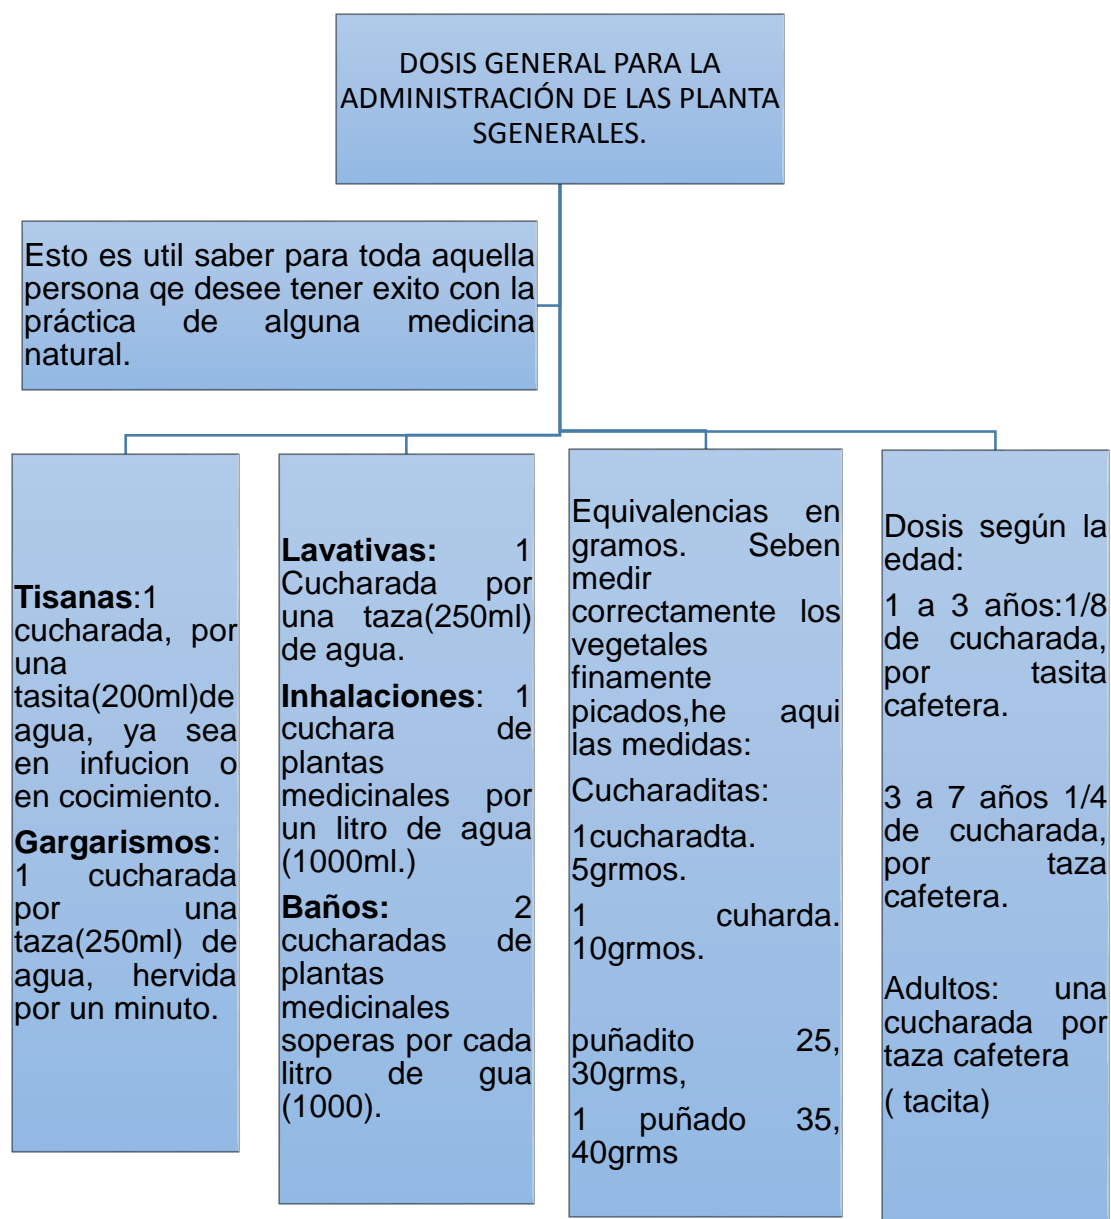 DOSIS GENERAL PARA LA
ADMINISTRACIÓN DE LAS PLANTA
SGENERALES.
Esto es util saber para toda aquella
persona qe desee tener exito con la
práctica de alguna medicina
natural.
Tisanas:1
cucharada, por
una
tasita(200ml)de
agua, ya sea
en infucion o
en cocimiento.
Gargarismos:
1 cucharada
por una
taza(250ml) de
agua, hervida
por un minuto.
Lavativas: 1
Cucharada por
una taza(250ml)
de agua.
Inhalaciones: 1
cuchara de
plantas
medicinales por
un litro de agua
(1000ml.)
Baños: 2
cucharadas de
plantas
medicinales
soperas por cada
litro de gua
(1000).
Equivalencias en
gramos. Seben
medir
correctamente los
vegetales
finamente
picados,he aqui
las medidas:
Cucharaditas:
1cucharadta.
5grmos.
1 cuharda.
10grmos.
puñadito 25,
30grms,
1 puñado 35,
40grms
Dosis según la
edad:
1 a 3 años:1/8
de cucharada,
por tasita
cafetera.
3 a 7 años 1/4
de cucharada,
por taza
cafetera.
Adultos: una
cucharada por
taza cafetera
( tacita)